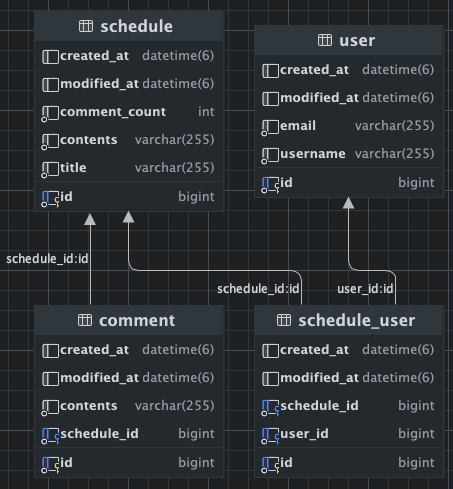 schedule
created_at datetime(6)
modified_at datetime(6)
comment_count int
contents varchar(255)
title varchar(255)
id bigint
user
created_at datetime(6)
modified_at datetime(6)
email varchar(255)
username varchar(255)
id bigint
schedule_id:id
schedule_id:id
user_id:id
comment
created_at datetime(6)
modified_at datetime(6)
contents varchar(255)
schedule_id bigint
id bigint
schedule_user
created_at datetime(6)
modified_at datetime(6)
schedule_id bigint
user_id bigint
id bigint